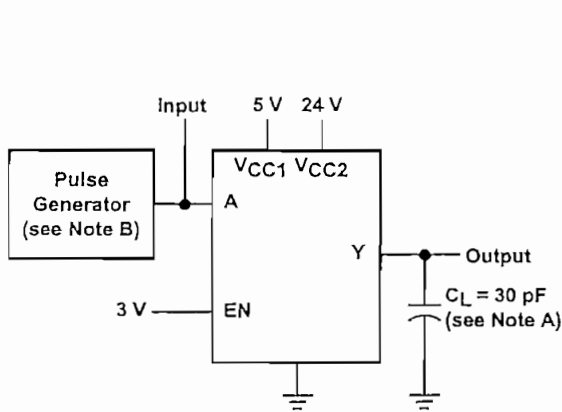 Input
5 V
24 V
Pulse
Generator
(see Note B)
VCC1 VCC2
A
Y
Output
3 V
EN
CL = 30 pF
(see Note A)